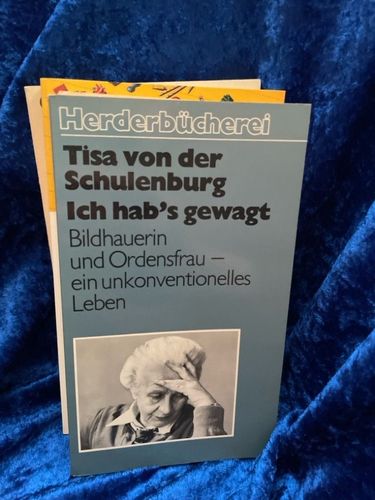 Herderbücherei
Tisa von der
Schulenburg
Ich hab's gewagt
Bildhauerin
und Ordensfrau –
ein unkonventionelles
Leben